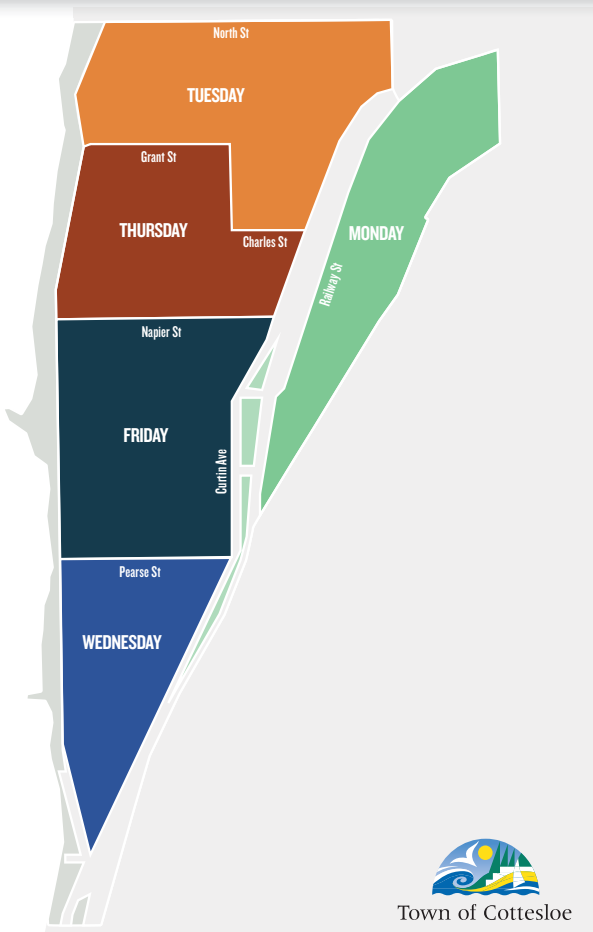 North St
TUESDAY
Grant St
THURSDAY
Charles St
MONDAY
Railway St
Napier St
FRIDAY
Curtin Ave
Pearse St
WEDNESDAY
Town of Cottesloe